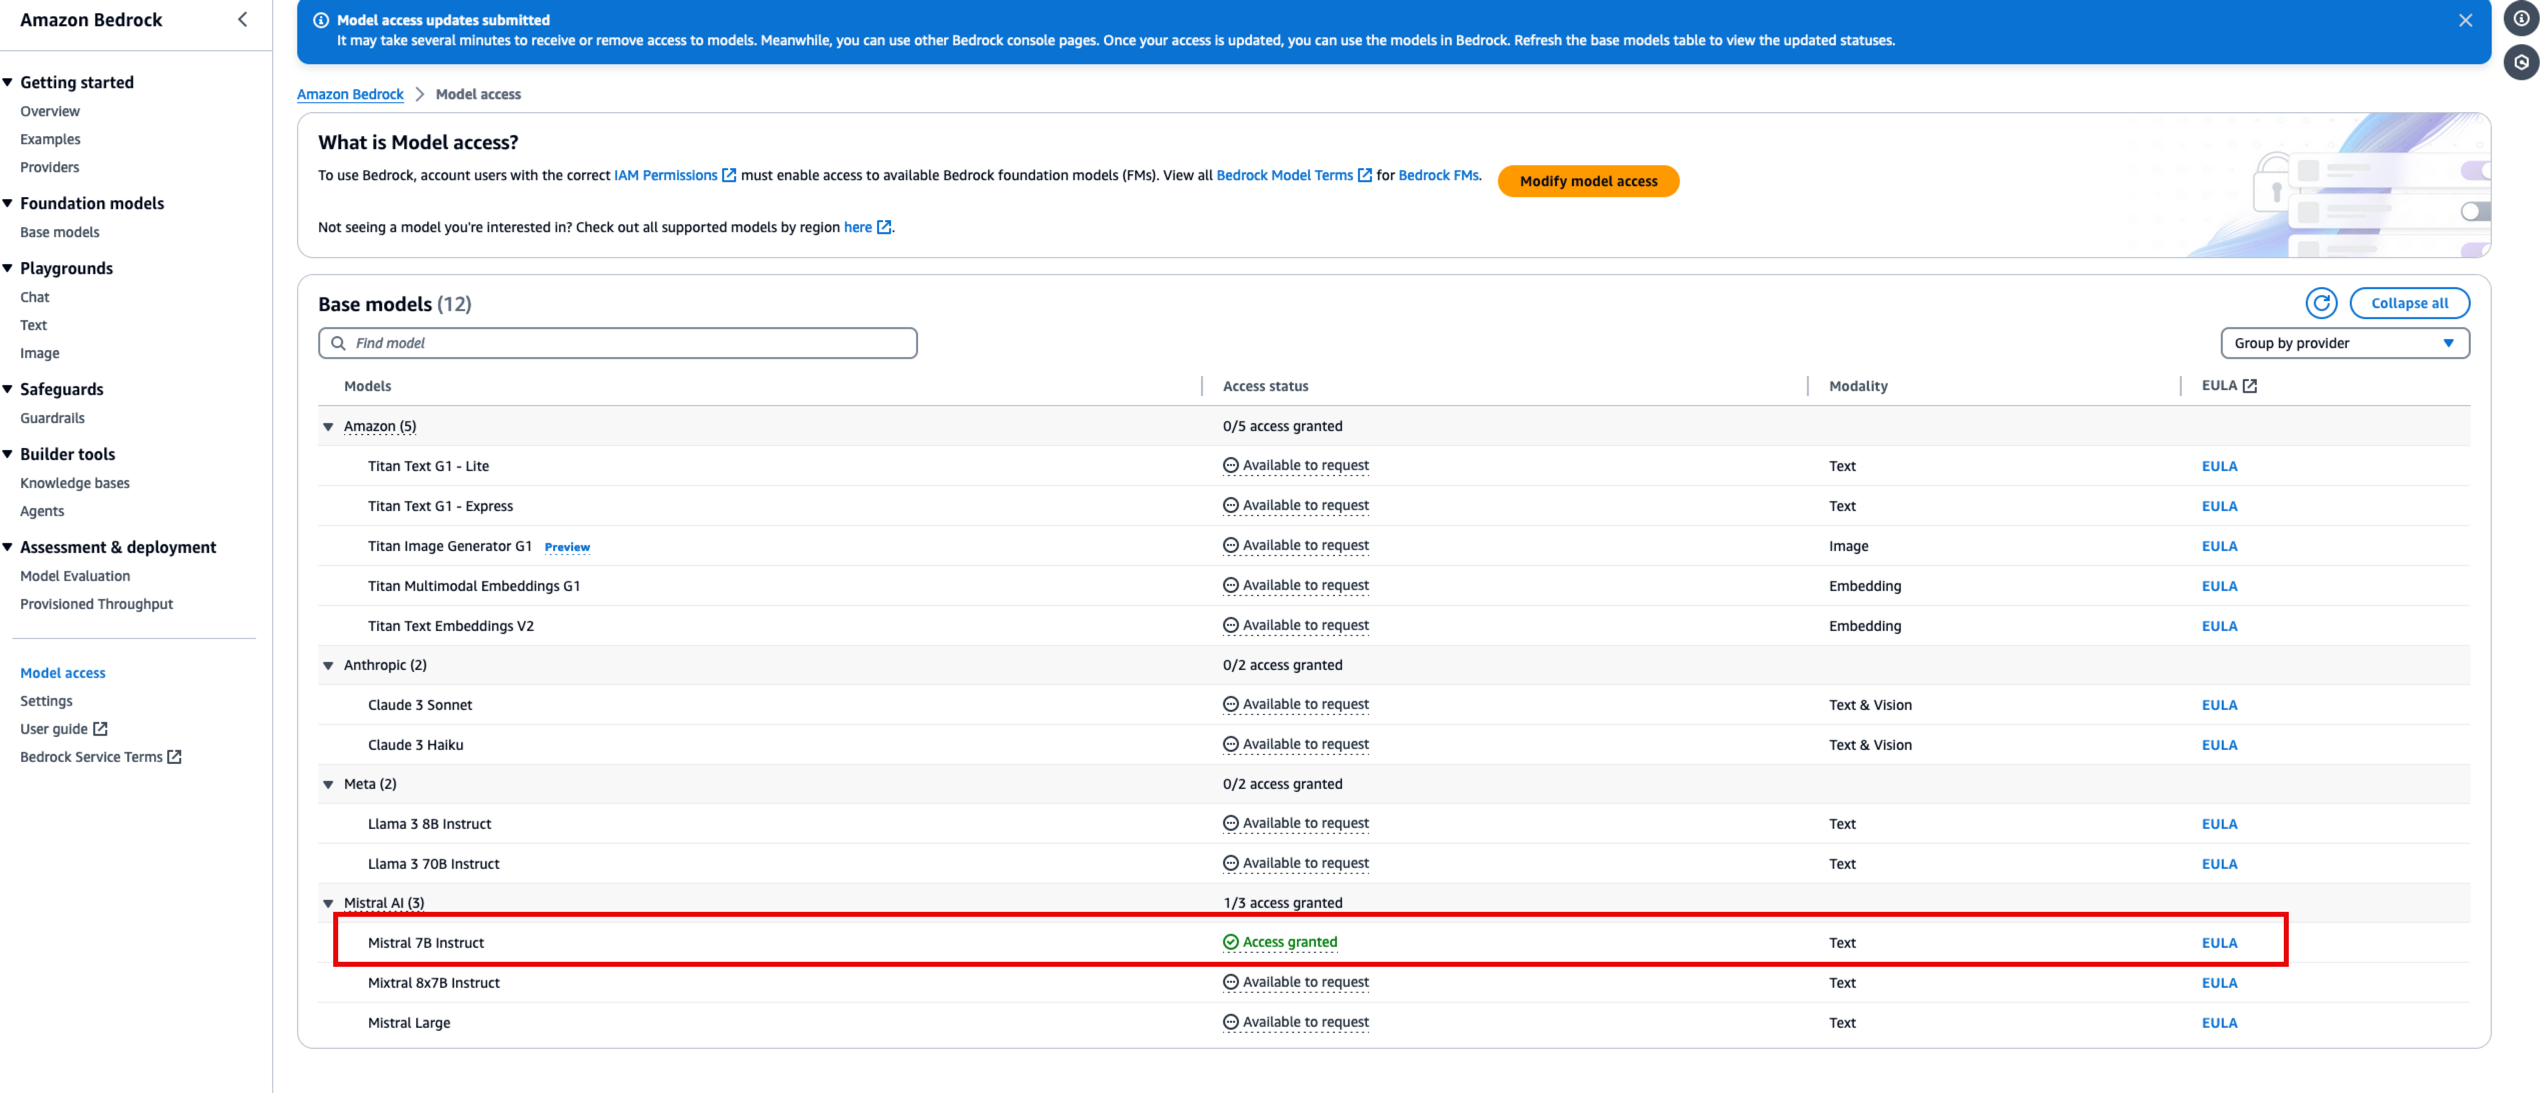 Amazon Bedrock
Getting started
Overview
Examples
Providers
Foundation models
Base models
Playgrounds
Chat
Text
Image
Safeguards
Guardrails
Builder tools
Knowledge bases
Agents
Assessment & deployment
Model Evaluation
Provisioned Throughput
Model access
Settings
User guide
Bedrock Service Terms
Model access updates submitted
It may take several minutes to receive or remove access to models. Meanwhile, you can use other Bedrock console pages. Once your access is updated, you can use the models in Bedrock. Refresh the base models table to view the updated statuses.
Amazon Bedrock > Model access
What is Model access?
To use Bedrock, account users with the correct IAM Permissions must enable access to available Bedrock foundation models (FMs). View all Bedrock Model Terms for Bedrock FMs.
Modify model access
Not seeing a model you're interested in? Check out all supported models by region here.
Base models (12)
Collapse all
Find model
Group by provider
Models Access status Modality EULA
Amazon (5) 0/5 access granted
Titan Text G1 - Lite Available to request Text EULA
Titan Text G1 - Express Available to request Text EULA
Titan Image Generator G1 Preview Available to request Image EULA
Titan Multimodal Embeddings G1 Available to request Embedding EULA
Titan Text Embeddings V2 Available to request Embedding EULA
Anthropic (2) 0/2 access granted
Claude 3 Sonnet Available to request Text & Vision EULA
Claude 3 Haiku Available to request Text & Vision EULA
Meta (2) 0/2 access granted
Llama 3 8B Instruct Available to request Text EULA
Llama 3 70B Instruct Available to request Text EULA
Mistral AI (3) 1/3 access granted
Mistral 7B Instruct Access granted Text EULA
Mixtral 8x7B Instruct Available to request Text EULA
Mistral Large Available to request Text EULA